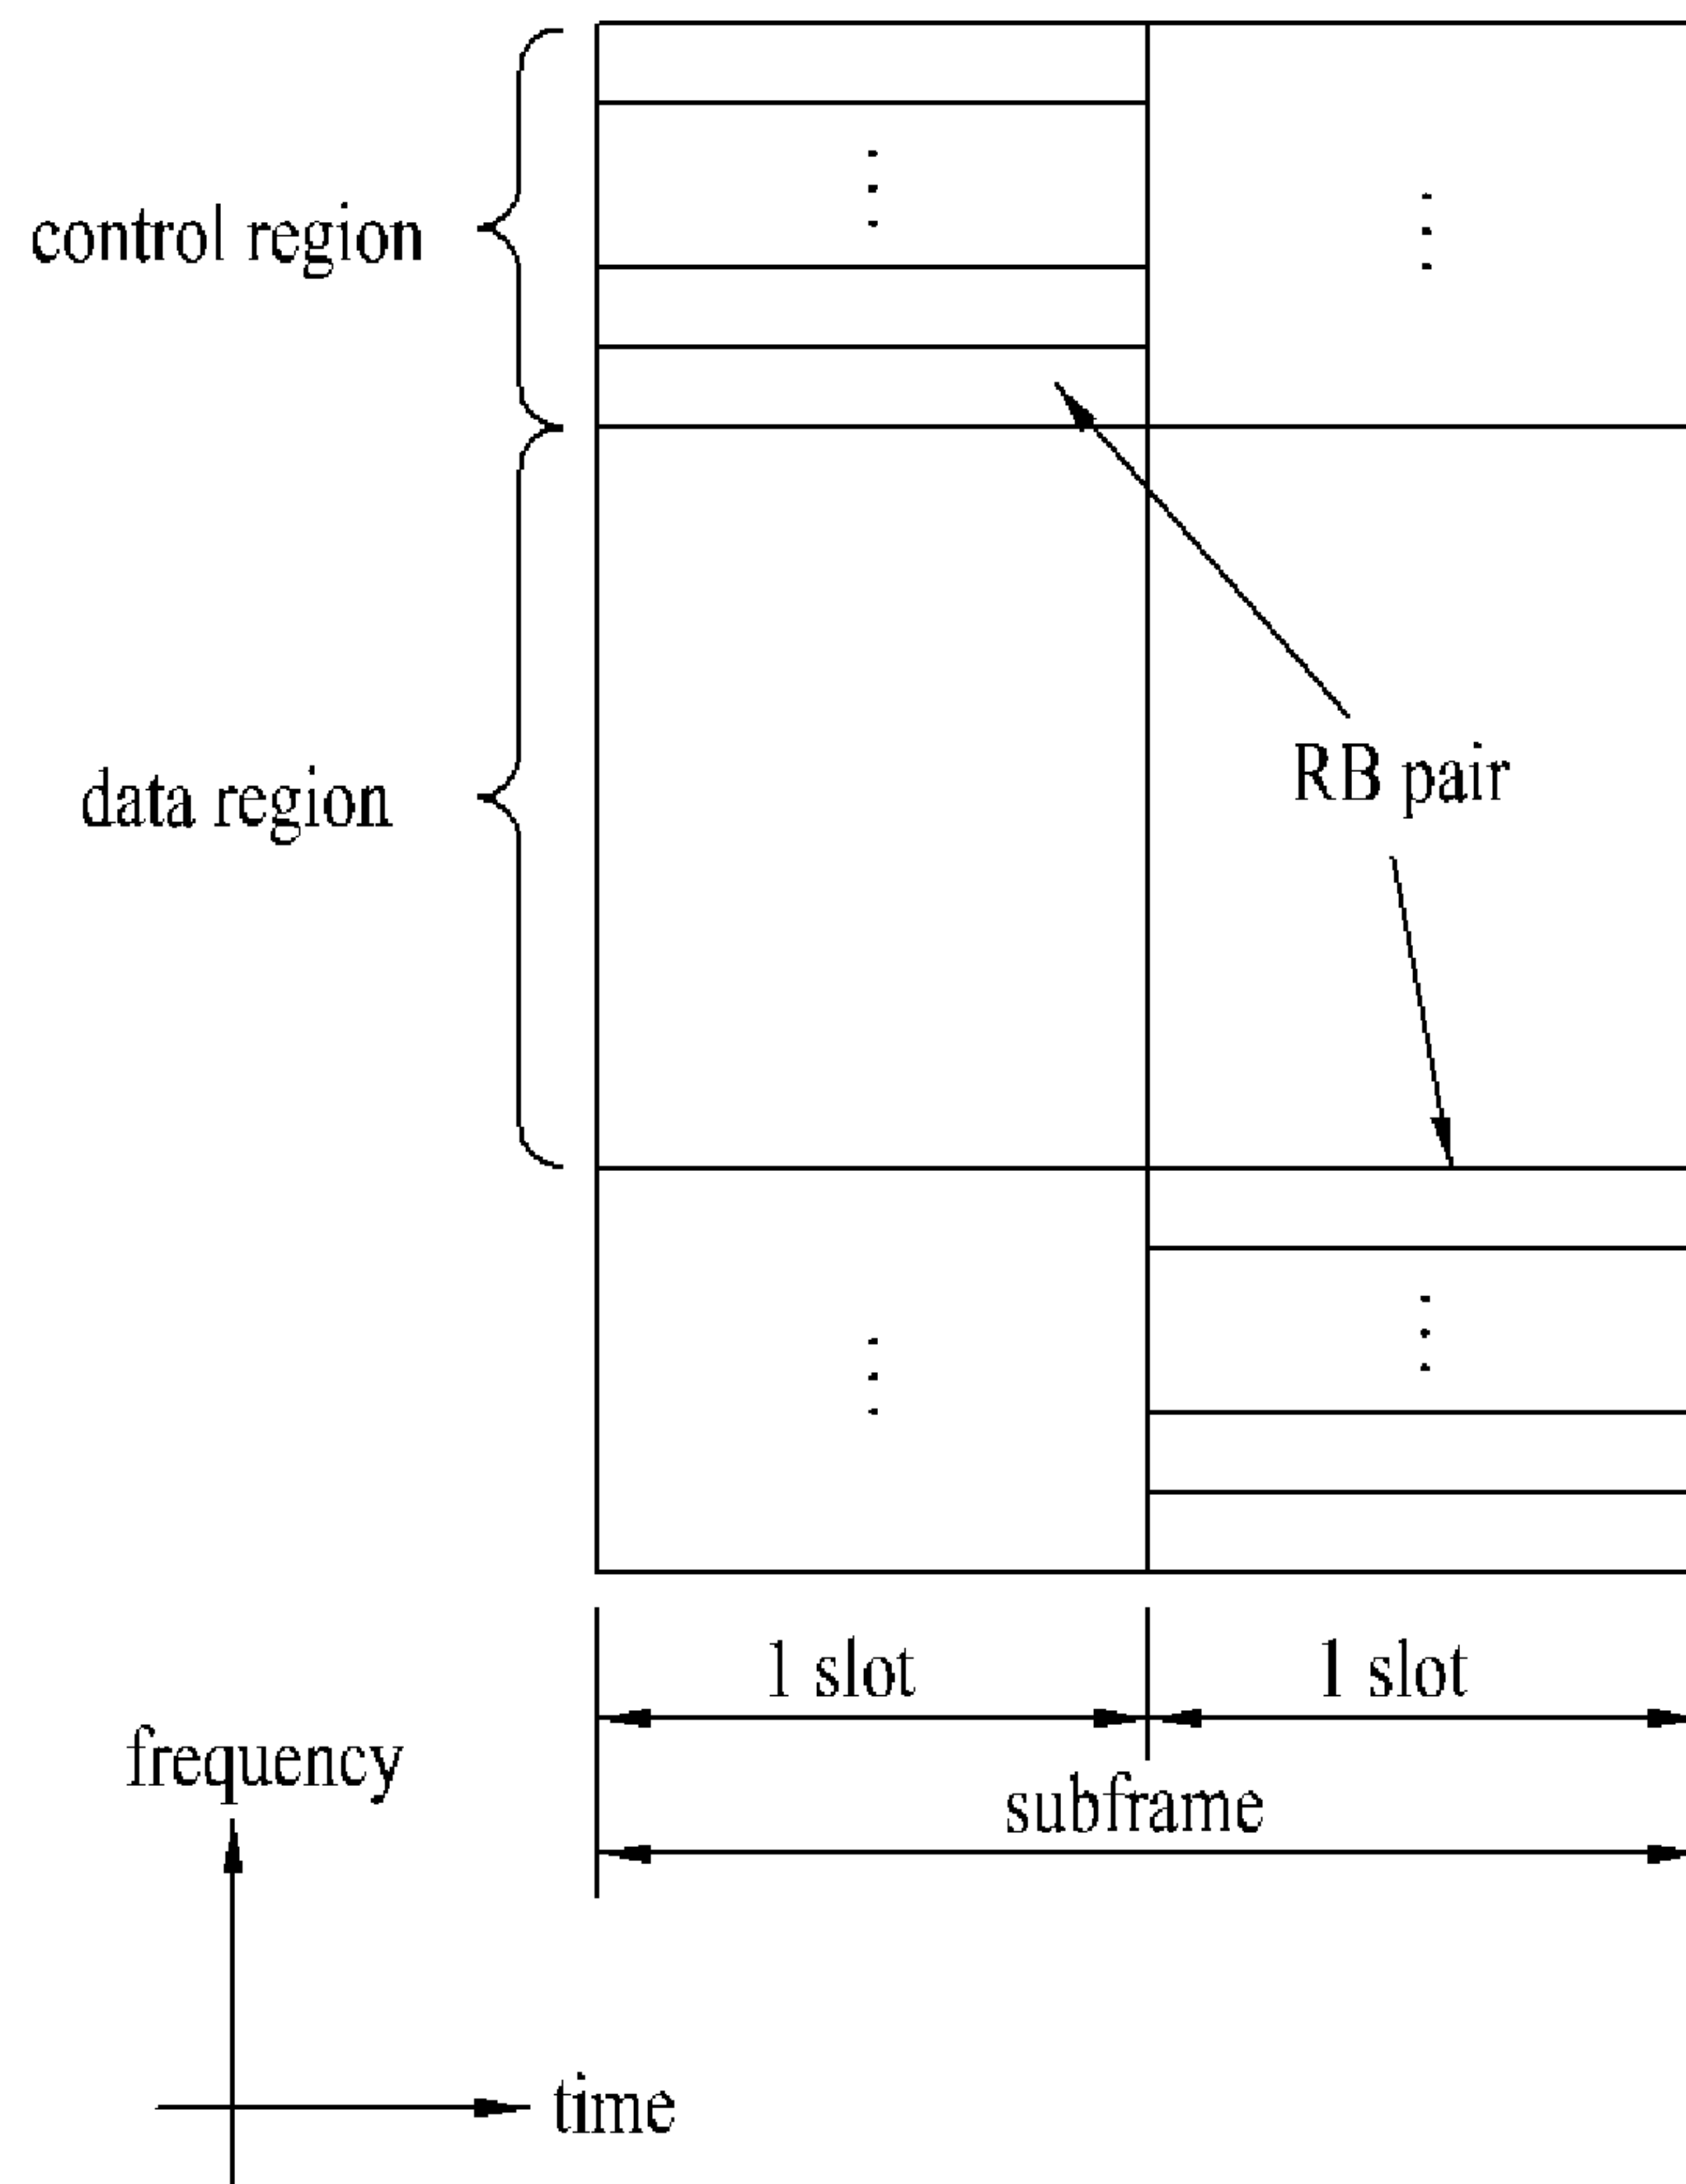 control region
data region
RB pair
1 slot
1 slot
subframe
frequency
time